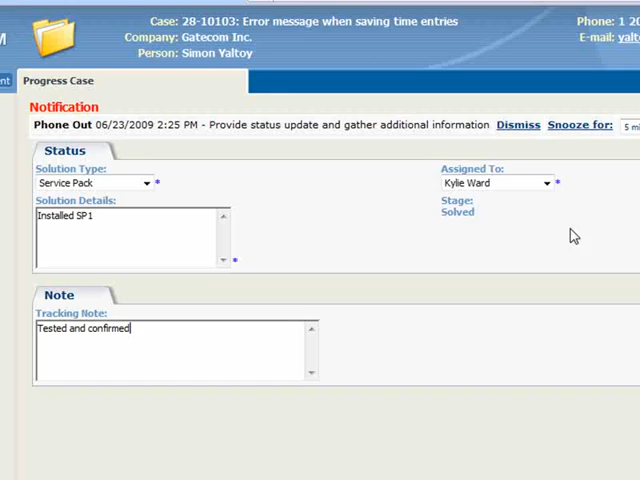 M
Case: 28-10103: Error message when saving time entries
Company: Gatecom Inc.
Person: Simon Yaltoy
Phone: 1 20
E-mail: yalto
nt
Progress Case
Notification
Phone Out 06/23/2009 2:25 PM - Provide status update and gather additional information Dismiss Snooze for: 5 mi
Status
Solution Type:
Service Pack *
Assigned To:
Kylie Ward *
Solution Details:
Installed SP1
*
Stage:
Solved
Note
Tracking Note:
Tested and confirmed